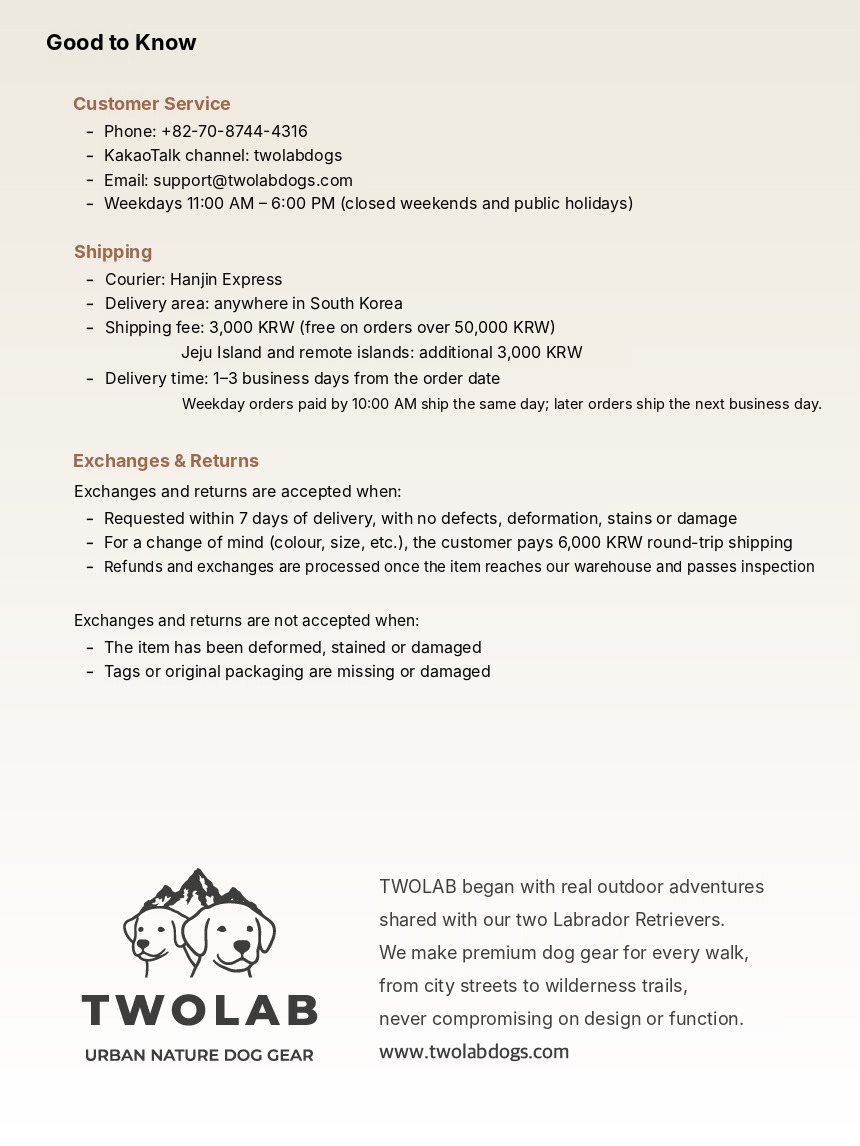 Good to Know
Customer Service
- Phone: +82-70-8744-4316
- KakaoTalk channel: twolabdogs
- Email: support@twolabdogs.com
- Weekdays 11:00 AM – 6:00 PM (closed weekends and public holidays)
Shipping
- Courier: Hanjin Express
- Delivery area: anywhere in South Korea
- Shipping fee: 3,000 KRW (free on orders over 50,000 KRW)
Jeju Island and remote islands: additional 3,000 KRW
- Delivery time: 1–3 business days from the order date
Weekday orders paid by 10:00 AM ship the same day; later orders ship the next business day.
Exchanges & Returns
Exchanges and returns are accepted when:
- Requested within 7 days of delivery, with no defects, deformation, stains or damage
- For a change of mind (colour, size, etc.), the customer pays 6,000 KRW round-trip shipping
- Refunds and exchanges are processed once the item reaches our warehouse and passes inspection
Exchanges and returns are not accepted when:
- The item has been deformed, stained or damaged
- Tags or original packaging are missing or damaged
TWOLAB
URBAN NATURE DOG GEAR
TWOLAB began with real outdoor adventures
shared with our two Labrador Retrievers.
We make premium dog gear for every walk,
from city streets to wilderness trails,
never compromising on design or function.
www.twolabdogs.com